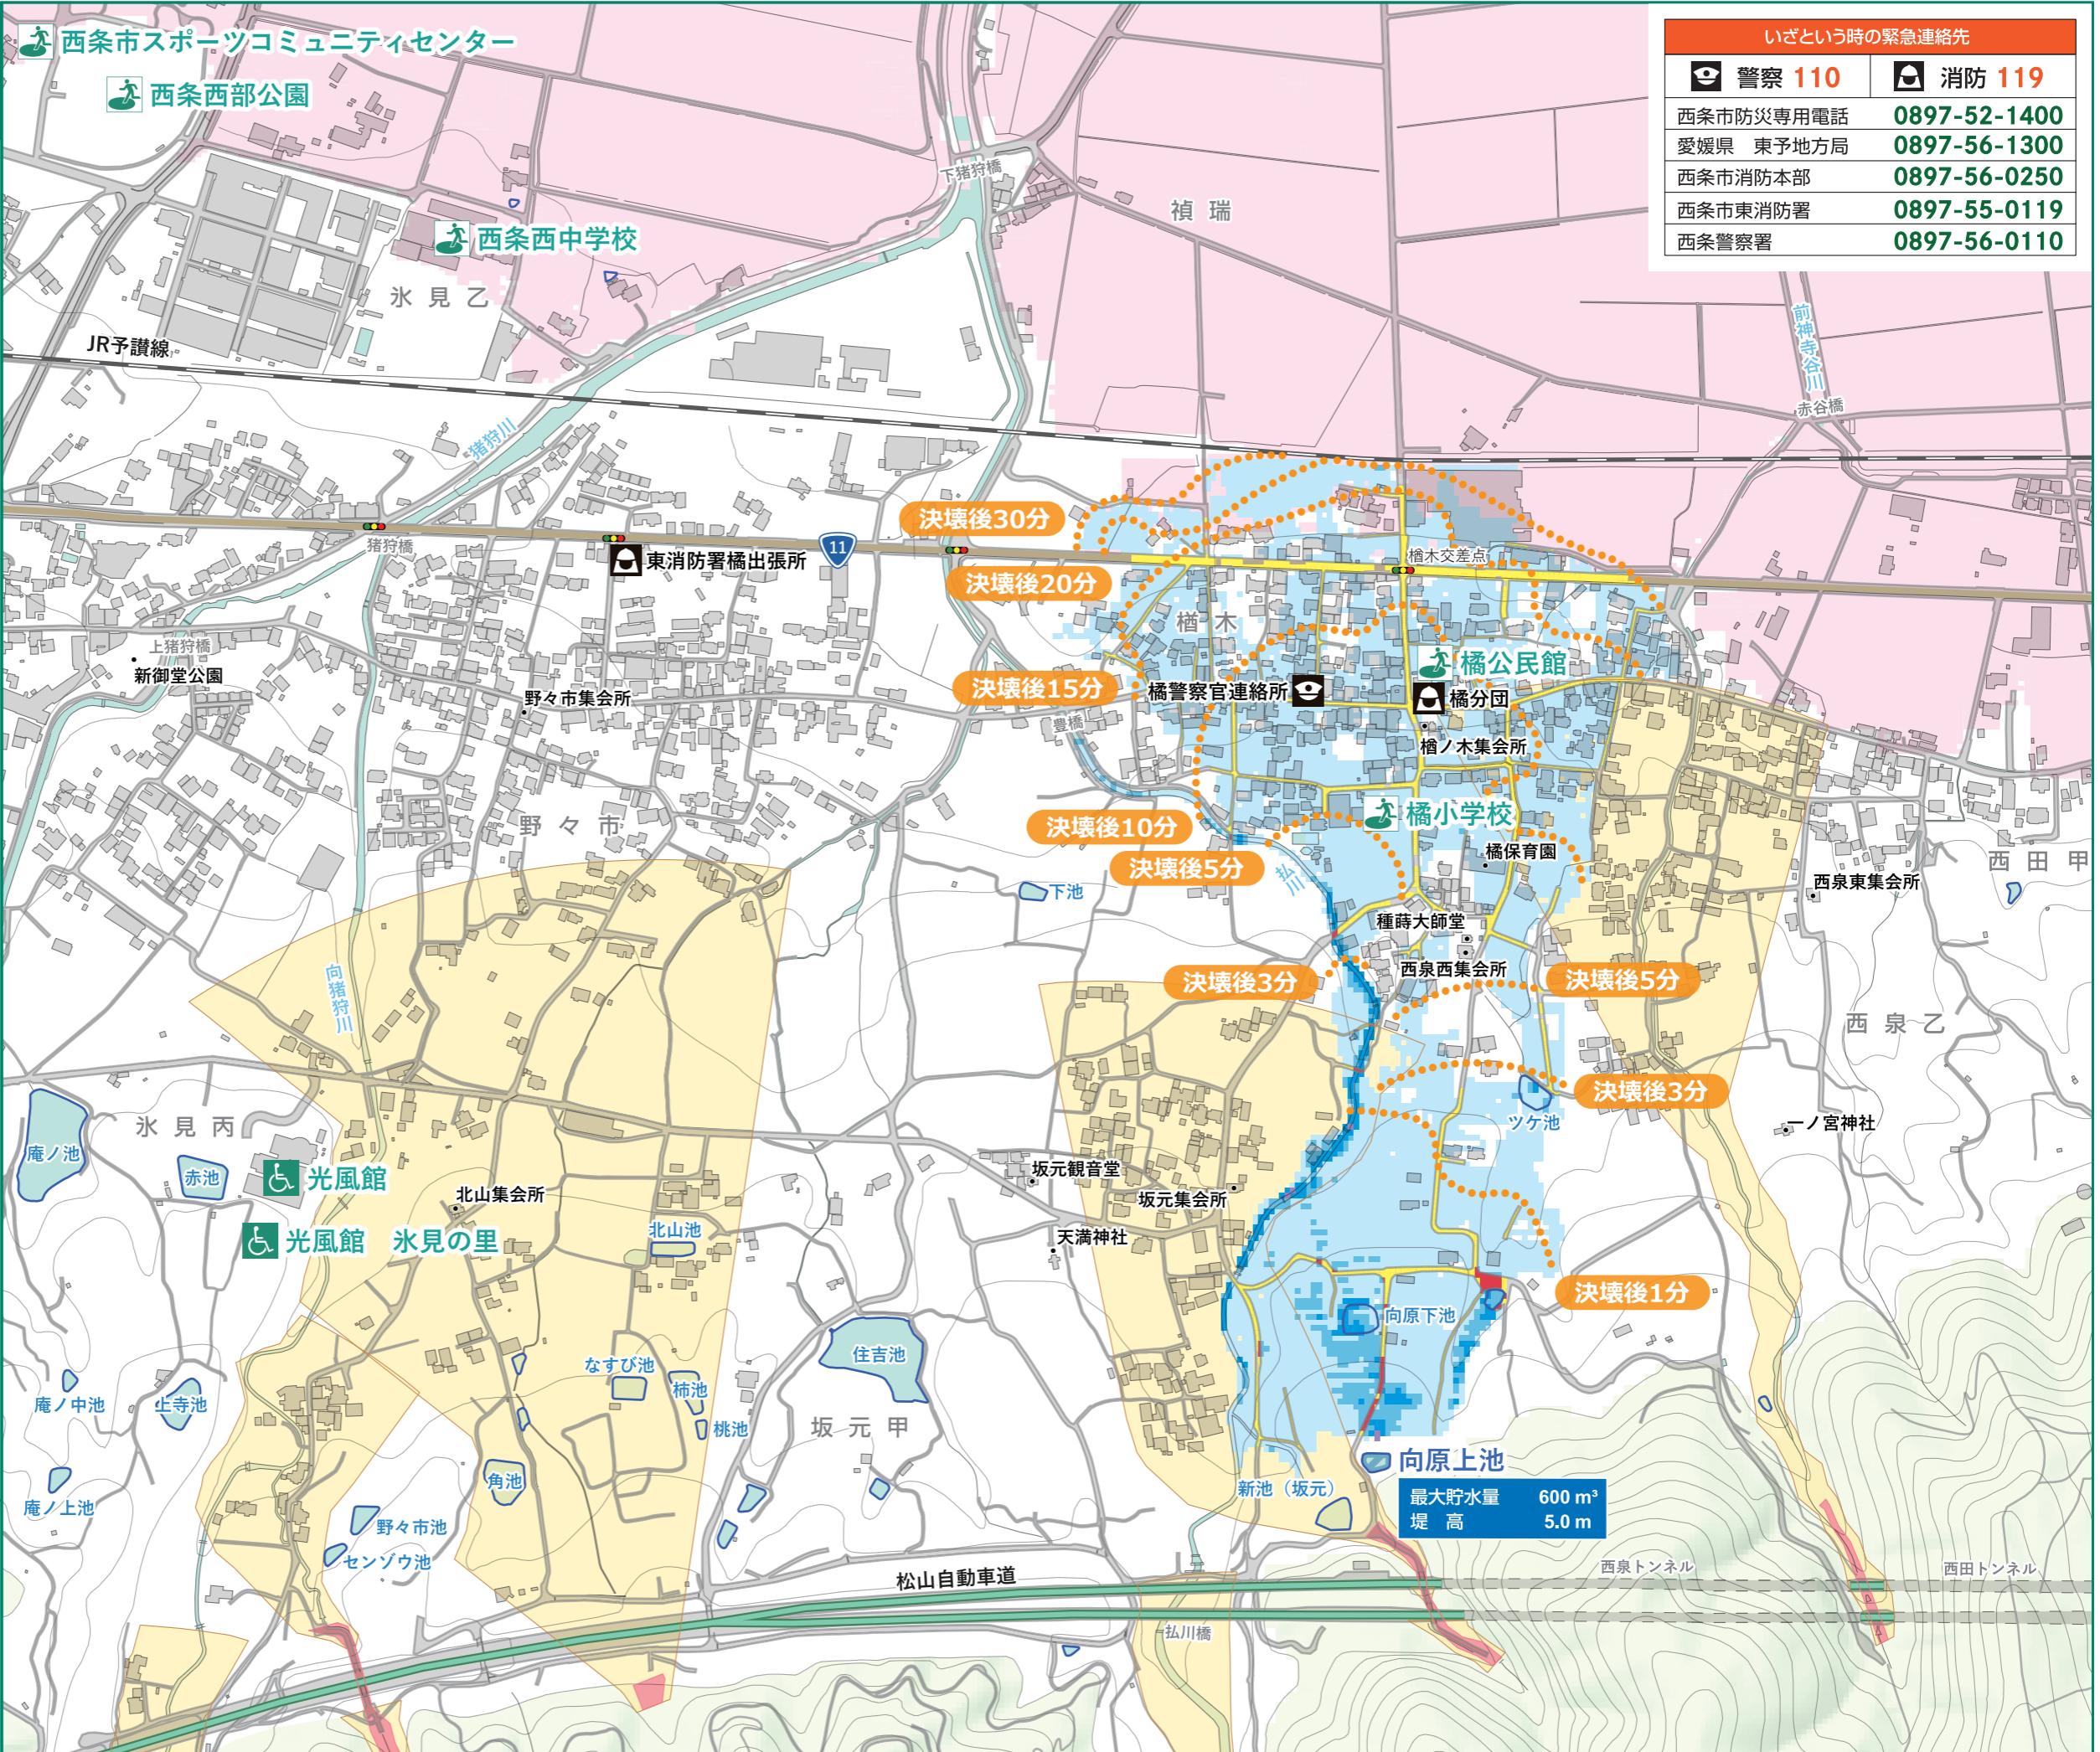 西条市スポーツコミュニティセンター
西条西部公園
いざという時の緊急連絡先
警察 110
消防 119
西条市防災専用電話 0897-52-1400
愛媛県 東予地方局 0897-56-1300
西条市消防本部 0897-56-0250
西条市東消防署 0897-55-0119
西条警察署 0897-56-0110
下猪狩橋
禎瑞
西条西中学校
氷見乙
JR予讃線
前神寺谷川
赤谷橋
猪狩川
決壊後30分
猪狩橋
東消防署橘出張所
11
楢木交差点
決壊後20分
楢木
上猪狩橋
新御堂公園
橘公民館
決壊後15分
橘警察官連絡所
橘分団
野々市集会所
豊橋
楢ノ木集会所
野々市
決壊後10分
橘小学校
決壊後5分
払川
橘保育園
西田甲
西泉東集会所
下池
種蒔大師堂
西泉西集会所
決壊後3分
決壊後5分
向猪狩川
西泉乙
決壊後3分
氷見丙
ツケ池
一ノ宮神社
庵ノ池
赤池
光風館
坂元観音堂
北山集会所
坂元集会所
光風館 氷見の里
北山池
天満神社
決壊後1分
向原下池
住吉池
なすび池
柿池
庵ノ中池
上寺池
桃池
坂元甲
向原上池
角池
新池（坂元）
最大貯水量 600 m³
堤高 5.0 m
庵ノ上池
野々市池
センゾウ池
松山自動車道
西泉トンネル
西田トンネル
払川橋